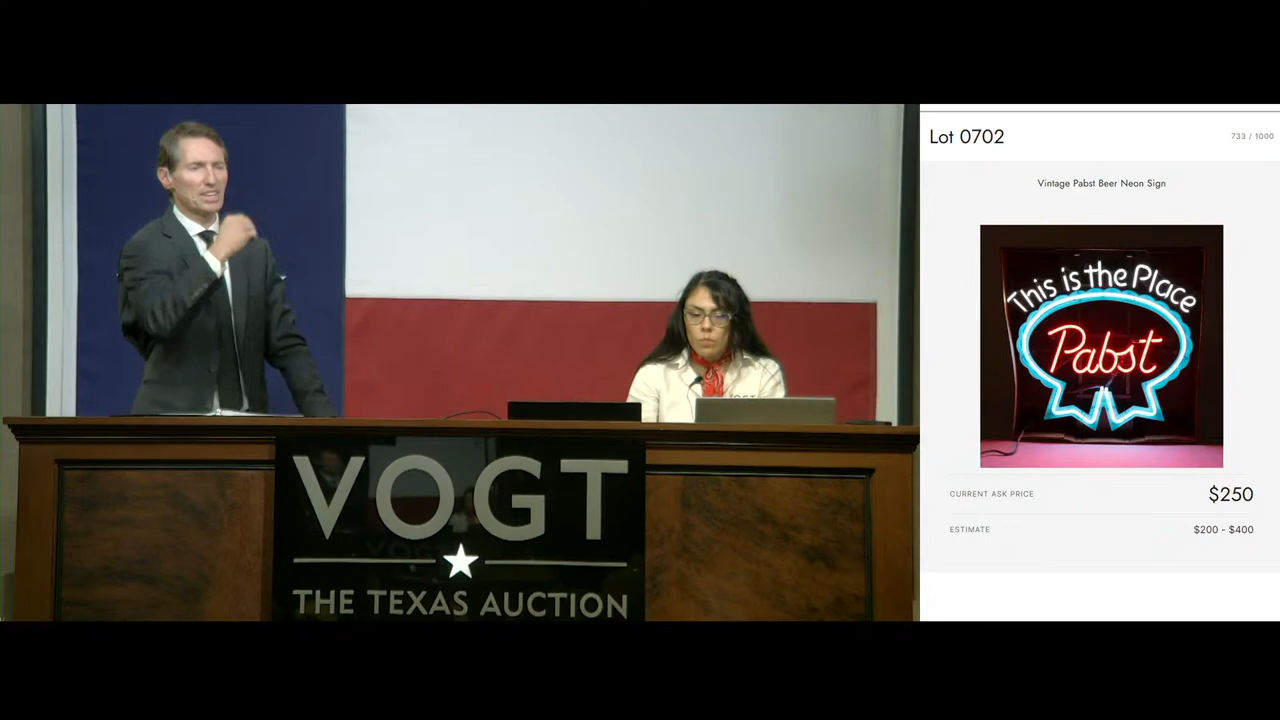 Lot 0702
733 / 1000
Vintage Pabst Beer Neon Sign
This is the Place
Pabst
CURRENT ASK PRICE
$250
ESTIMATE
$200 - $400
VOGT
THE TEXAS AUCTION